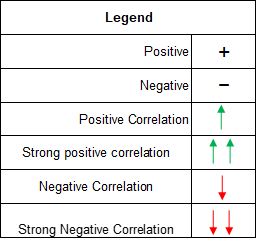 Legend
Positive +
Negative −
Positive Correlation ↑
Strong positive correlation ↑ ↑
Negative Correlation ↓
Strong Negative Correlation ↓ ↓